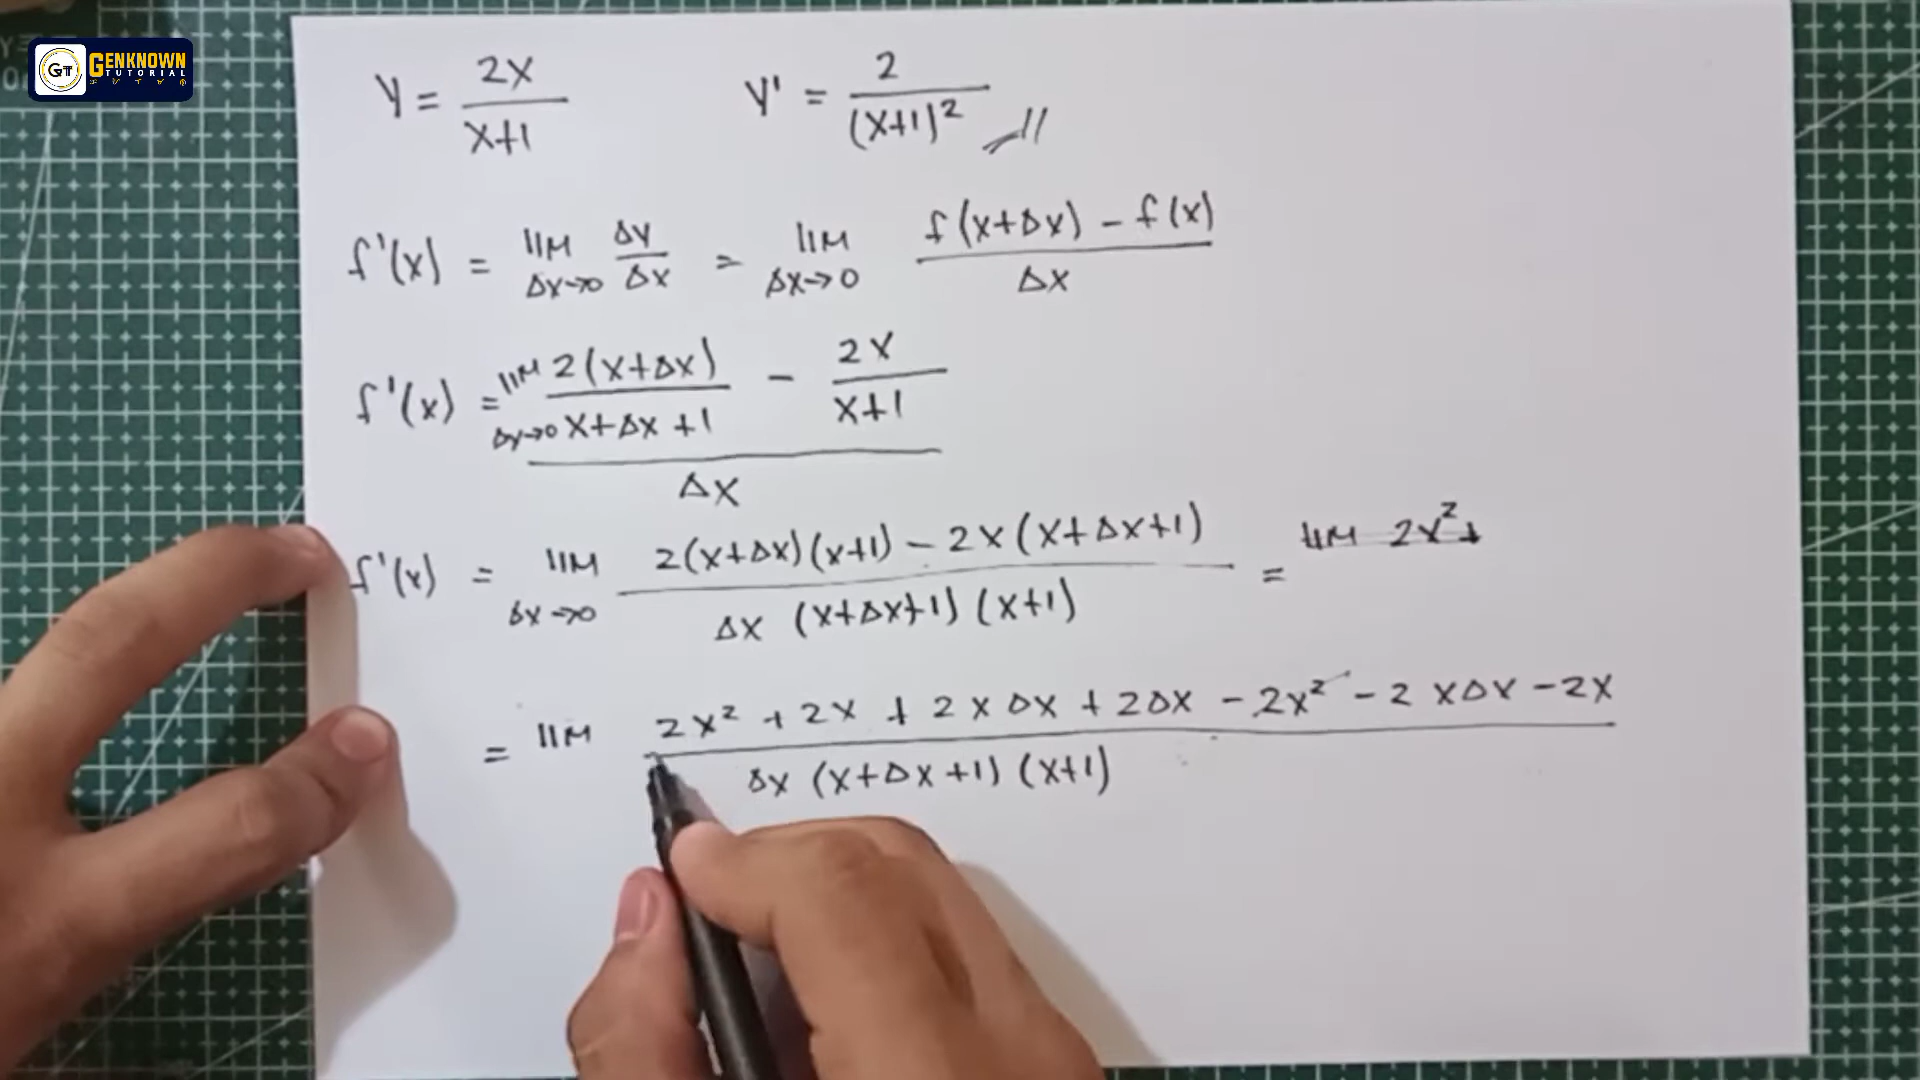 GT GENKNOWN
TUTORIAL
y = 2x/(x+1)    y' = 2/(x+1)²
f'(x) = lim Δx→0 Δy/Δx = lim Δx→0 (f(x+Δx) - f(x))/Δx
f'(x) = lim Δx→0 (2(x+Δx)/(x+Δx+1) - 2x/(x+1))/Δx
f'(x) = lim Δx→0 (2(x+Δx)(x+1) - 2x(x+Δx+1))/(Δx (x+Δx+1)(x+1)) = lim 2x² +
= lim (2x² + 2x + 2xΔx + 2Δx - 2x² - 2xΔx - 2x)/(Δx (x+Δx+1)(x+1))